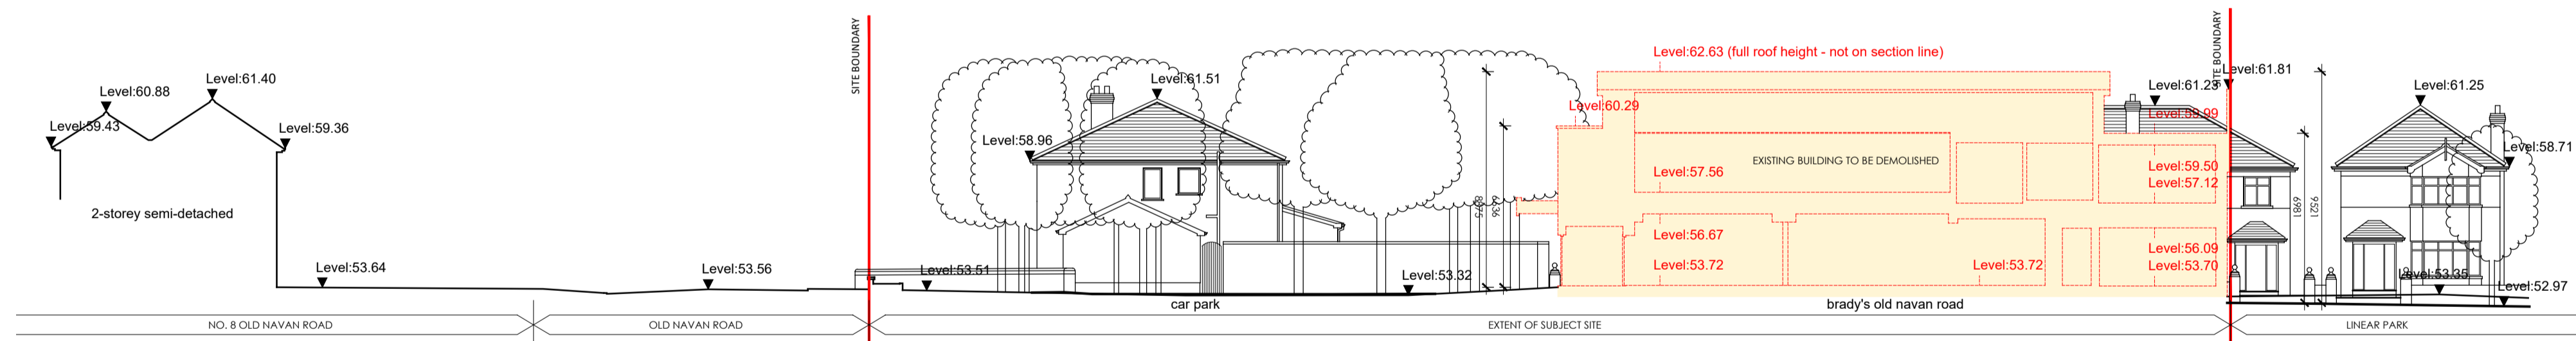 Level:60.88
Level:61.40
Level:59.43
Level:59.36
2-storey semi-detached
Level:53.64
Level:53.56
SITE BOUNDARY
Level:53.51
Level:58.96
Level:61.51
Level:53.32
car park
8975
6436
Level:62.63 (full roof height - not on section line)
Level:60.29
EXISTING BUILDING TO BE DEMOLISHED
Level:57.56
Level:56.67
Level:53.72
Level:53.72
brady's old navan road
Level:61.23
Level:59.99
Level:59.50
Level:57.12
Level:56.09
Level:53.70
SITE BOUNDARY
Level:61.81
6981
9521
Level:61.25
Level:58.71
Level:53.35
Level:52.97
NO. 8 OLD NAVAN ROAD
OLD NAVAN ROAD
EXTENT OF SUBJECT SITE
LINEAR PARK